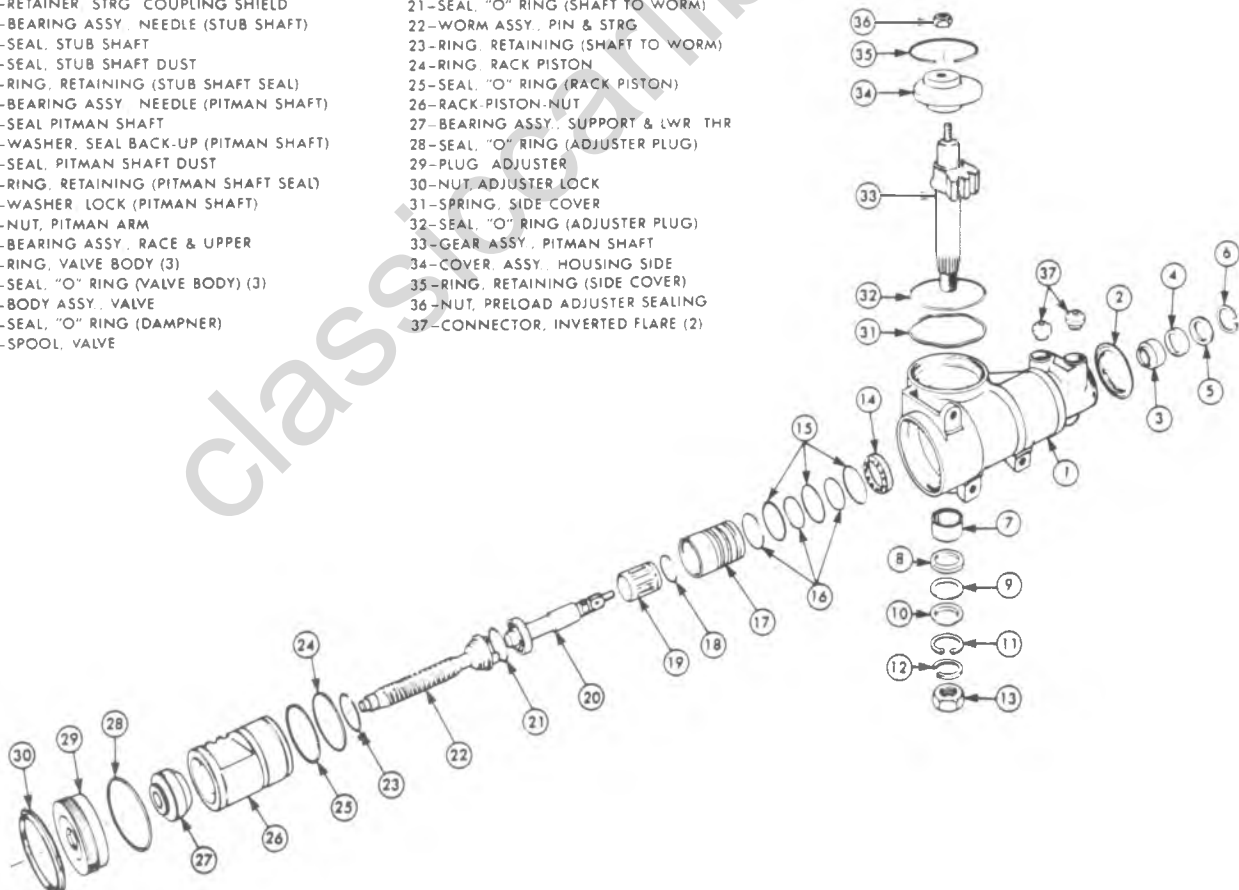 -RETAINER, STRG COUPLING SHIELD
-BEARING ASSY., NEEDLE (STUB SHAFT)
-SEAL, STUB SHAFT
-SEAL, STUB SHAFT DUST
-RING, RETAINING (STUB SHAFT SEAL)
-BEARING ASSY., NEEDLE (PITMAN SHAFT)
-SEAL PITMAN SHAFT
-WASHER, SEAL BACK-UP (PITMAN SHAFT)
-SEAL, PITMAN SHAFT DUST
-RING, RETAINING (PITMAN SHAFT SEAL)
-WASHER, LOCK (PITMAN SHAFT)
-NUT, PITMAN ARM
-BEARING ASSY., RACE & UPPER
-RING, VALVE BODY (3)
-SEAL, "O" RING (VALVE BODY) (3)
-BODY ASSY., VALVE
-SEAL, "O" RING (DAMPNER)
-SPOOL, VALVE
21-SEAL, "O" RING (SHAFT TO WORM)
22-WORM ASSY., PIN & STRG
23-RING, RETAINING (SHAFT TO WORM)
24-RING, RACK PISTON
25-SEAL, "O" RING (RACK PISTON)
26-RACK-PISTON-NUT
27-BEARING ASSY., SUPPORT & LWR THR
28-SEAL, "O" RING (ADJUSTER PLUG)
29-PLUG ADJUSTER
30-NUT, ADJUSTER LOCK
31-SPRING, SIDE COVER
32-SEAL, "O" RING (ADJUSTER PLUG)
33-GEAR ASSY., PITMAN SHAFT
34-COVER, ASSY., HOUSING SIDE
35-RING, RETAINING (SIDE COVER)
36-NUT, PRELOAD ADJUSTER SEALING
37-CONNECTOR, INVERTED FLARE (2)
36
35
34
33
32
31
37
2
4
6
3
5
1
14
15
7
8
9
10
11
12
13
16
17
18
19
20
21
22
23
24
25
26
27
28
29
30
classiccarlib